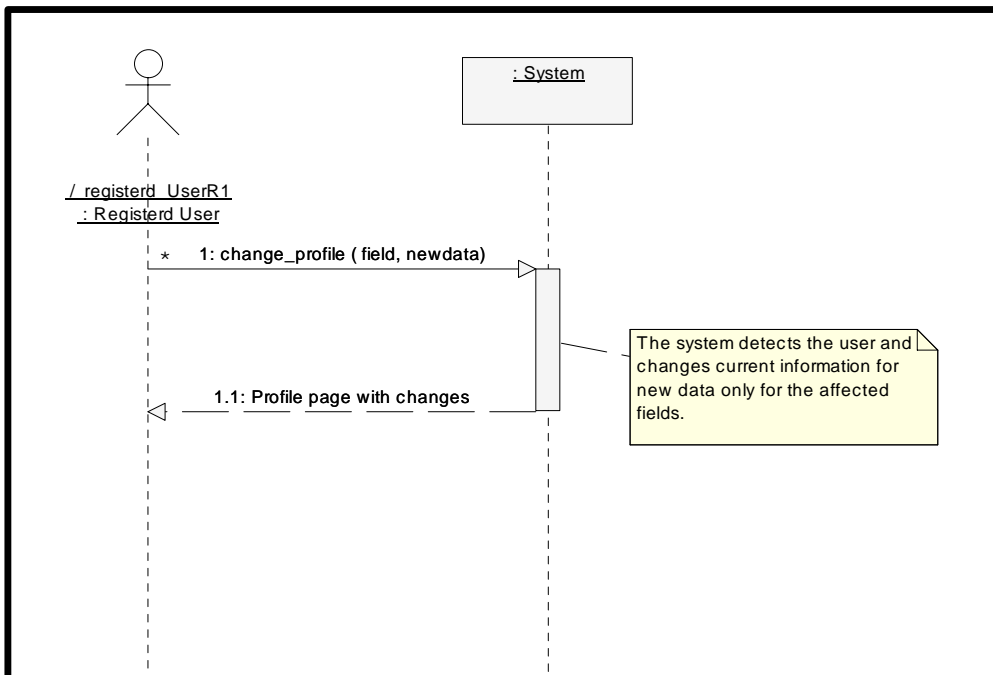 : System
/ registerd_UserR1
: Registerd User
* 1: change_profile ( field, newdata)
The system detects the user and
changes current information for
new data only for the affected
fields.
1.1: Profile page with changes